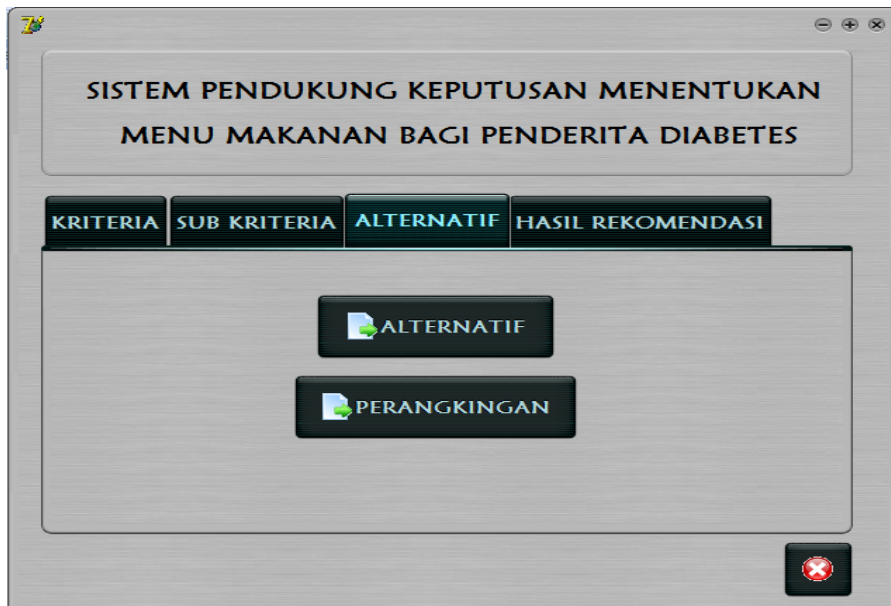 SISTEM PENDUKUNG KEPUTUSAN MENENTUKAN
MENU MAKANAN BAGI PENDERITA DIABETES
KRITERIA
SUB KRITERIA
ALTERNATIF
HASIL REKOMENDASI
ALTERNATIF
PERANGKINGAN